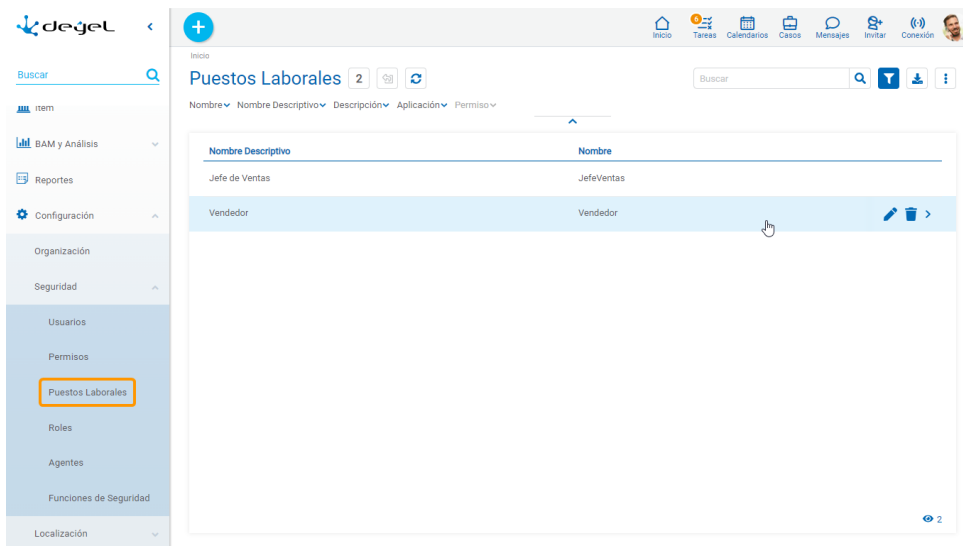 deyel
Buscar
Item
BAM y Análisis
Reportes
Configuración
Organización
Seguridad
Usuarios
Permisos
Puestos Laborales
Roles
Agentes
Funciones de Seguridad
Localización
6
Inicio
Tareas
Calendarios
Casos
Mensajes
Invitar
Conexión
Inicio
Puestos Laborales 2
Buscar
Nombre Nombre Descriptivo Descripción Aplicación Permiso
Nombre Descriptivo Nombre
Jefe de Ventas JefeVentas
Vendedor Vendedor
2